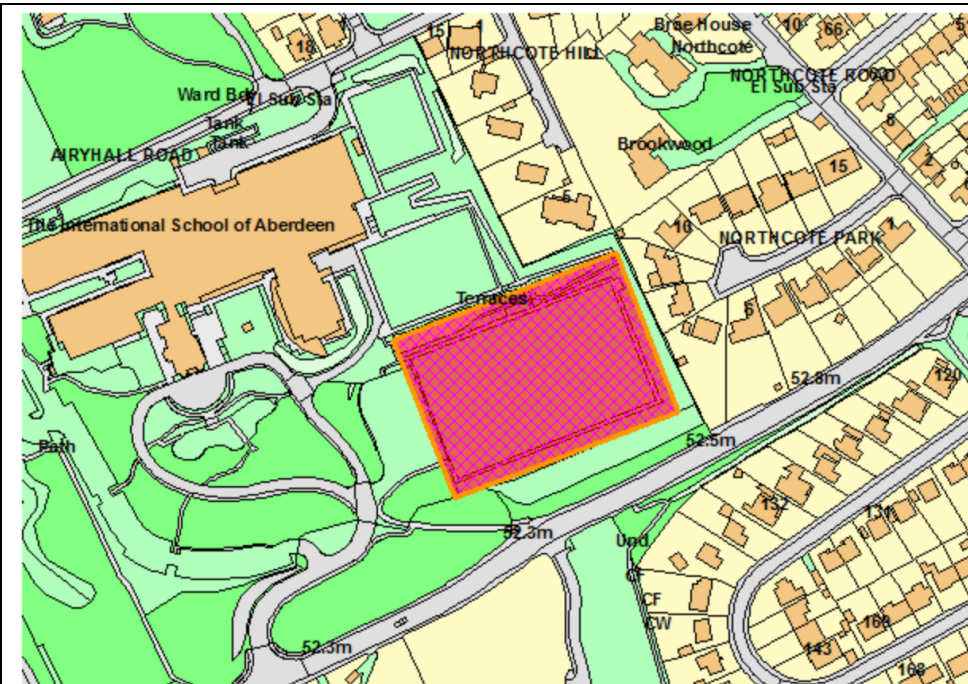 Brae House
10
66
15
1
1
18
Northcote
NORTHCOTE HILL
NORTHCOTE ROAD
El Sub Sta
Ward Bdy
El Sub Sta
8
Tank
Tank
Brookwood
AIRYHALL ROAD
2
15
1
5
The International School of Aberdeen
10
1
NORTHCOTE PARK
Terraces
6
52.8m
120
Path
52.5m
132
131
52.3m
Und
CF
CF
CW
169
52.3m
143
168